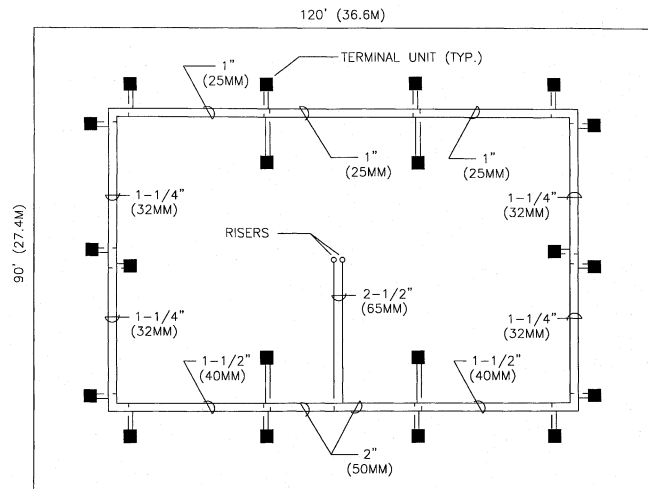 120' (36.6M)
1"
(25MM)
TERMINAL UNIT (TYP.)
1"
(25MM)
1"
(25MM)
90' (27.4M)
1-1/4"
(32MM)
1-1/4"
(32MM)
RISERS
2-1/2"
(65MM)
1-1/4"
(32MM)
1-1/4"
(32MM)
1-1/2"
(40MM)
1-1/2"
(40MM)
2"
(50MM)